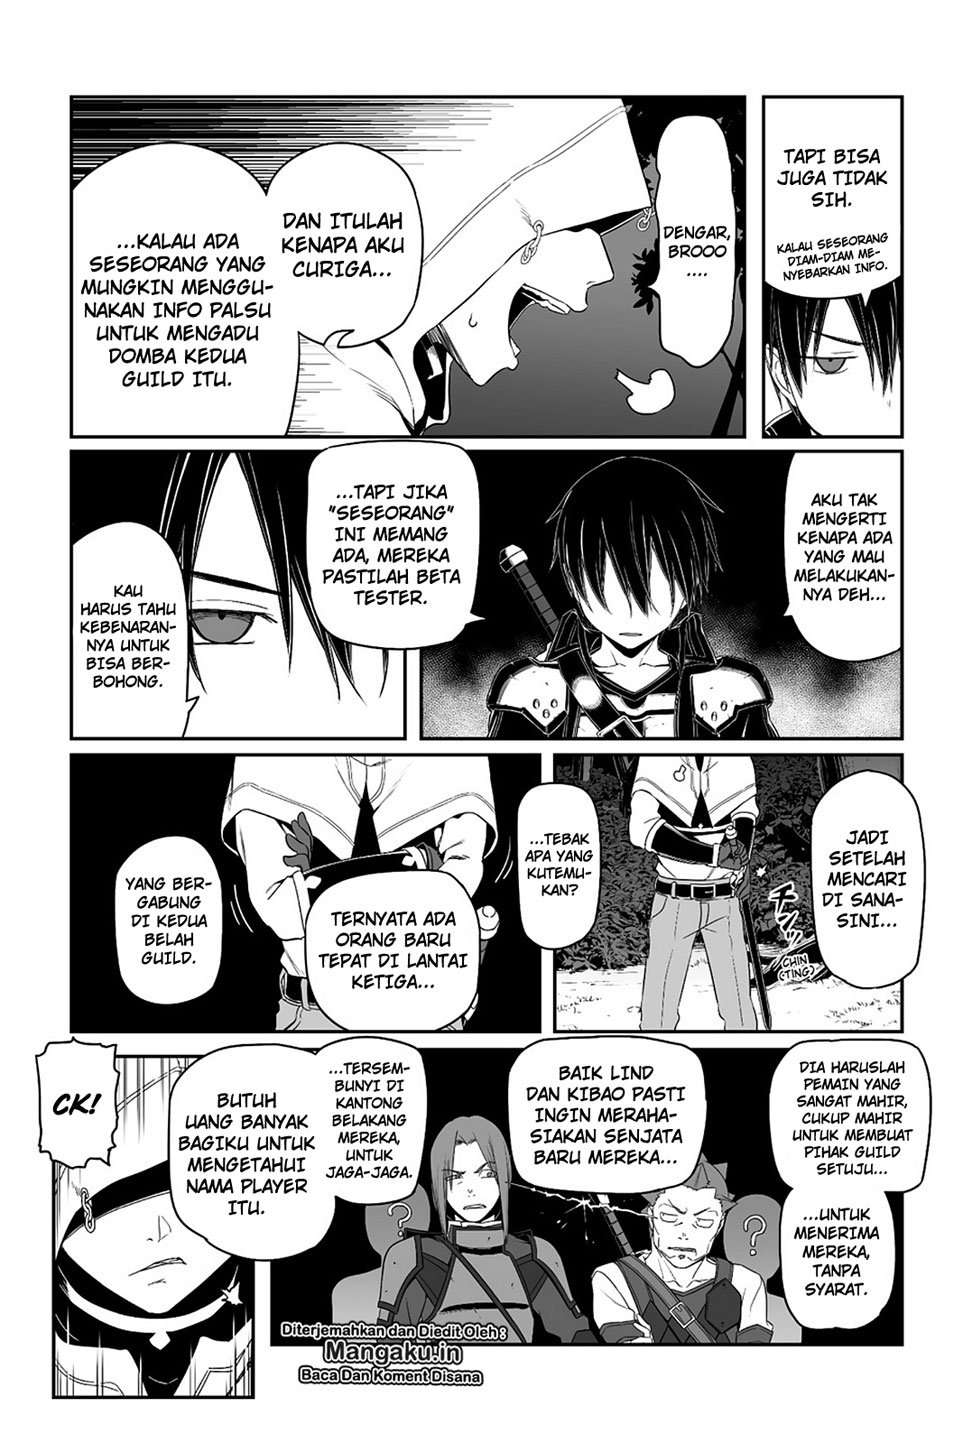 TAPI BISA
JUGA TIDAK
SIH.
KALAU SESEORANG
DIAM-DIAM ME-
NYEBARKAN INFO.
DENGAR,
BROOO
....
DAN ITULAH
KENAPA AKU
CURIGA...
...KALAU ADA
SESEORANG YANG
MUNGKIN MENGGU-
NAKAN INFO PALSU
UNTUK MENGADU
DOMBA KEDUA
GUILD ITU.
AKU TAK
MENGERTI
KENAPA ADA
YANG MAU
MELAKUKAN-
NYA DEH...
...TAPI JIKA
"SESEORANG"
INI MEMANG
ADA, MEREKA
PASTILAH BETA
TESTER.
KAU
HARUS TAHU
KEBENARAN-
NYA UNTUK
BISA BER-
BOHONG.
JADI
SETELAH
MENCARI
DI SANA-
SINI...
チンッ
CHIN
(TING)
...TEBAK
APA YANG
KUTEMU-
KAN?
TERNYATA ADA
ORANG BARU
TEPAT DI LANTAI
KETIGA...
YANG BER-
GABUNG
DI KEDUA
BELAH
GUILD.
DIA HARUSLAH
PEMAIN YANG
SANGAT MAHIR,
CUKUP MAHIR
UNTUK MEMBUAT
PIHAK GUILD
SETUJU...
...UNTUK
MENERIMA
MEREKA,
TANPA
SYARAT.
BAIK LIND
DAN KIBAO PASTI
INGIN MERAHA-
SIAKAN SENJATA
BARU MEREKA...
?
?
...TERSEM-
BUNYI DI
KANTONG
BELAKANG
MEREKA,
UNTUK
JAGA-JAGA.
BUTUH
UANG BANYAK
BAGIKU UNTUK
MENGETAHUI
NAMA PLAYER
ITU.
CK!
Diterjemahkan dan Diedit Oleh :
Mangaku.in
Baca Dan Koment Disana